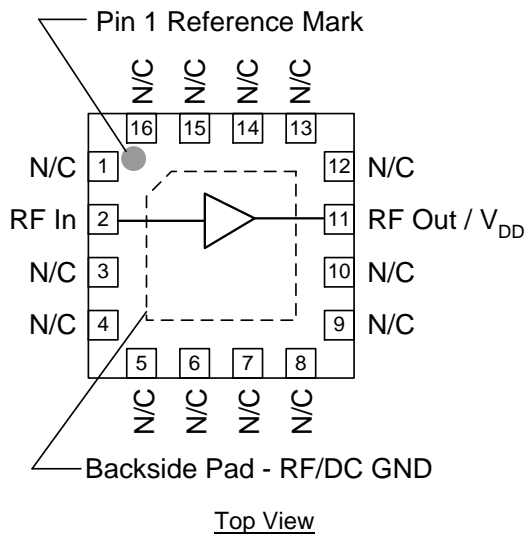 Pin 1 Reference Mark
N/C N/C N/C N/C
16 15 14 13
N/C 1 12 N/C
RF In 2 11 RF Out / VDD
N/C 3 10 N/C
N/C 4 9 N/C
5 6 7 8
N/C N/C N/C N/C
Backside Pad - RF/DC GND
Top View